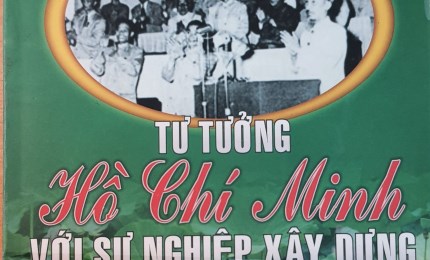 TƯ TƯỞNG
Hồ Chí Minh
VỚI SỰ NGHIỆP XÂY DỰNG